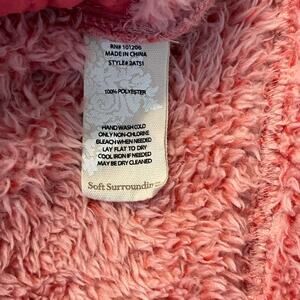 RN# 101206
MADE IN CHINA
STYLE# 2AT51
100% POLYESTER
HAND WASH COLD
ONLY NON-CHLORINE
BLEACH WHEN NEEDED
LAY FLAT TO DRY
COOL IRON IF NEEDED
MAY BE DRY CLEANED
Soft Surroundin